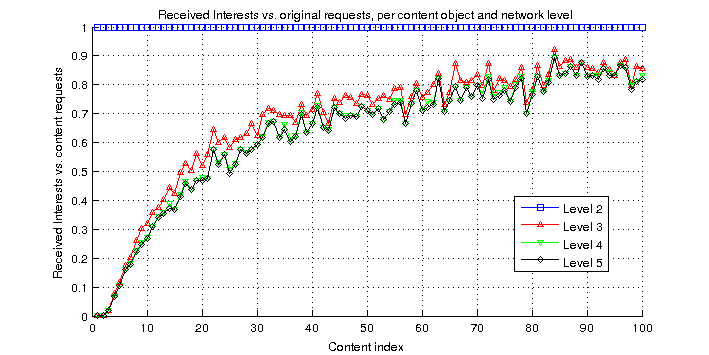 Received Interests vs. original requests, per content object and network level
Received Interests vs. content requests
1
0.9
0.8
0.7
0.6
0.5
0.4
0.3
0.2
0.1
0
0 10 20 30 40 50 60 70 80 90 100
Content index
Level 2
Level 3
Level 4
Level 5